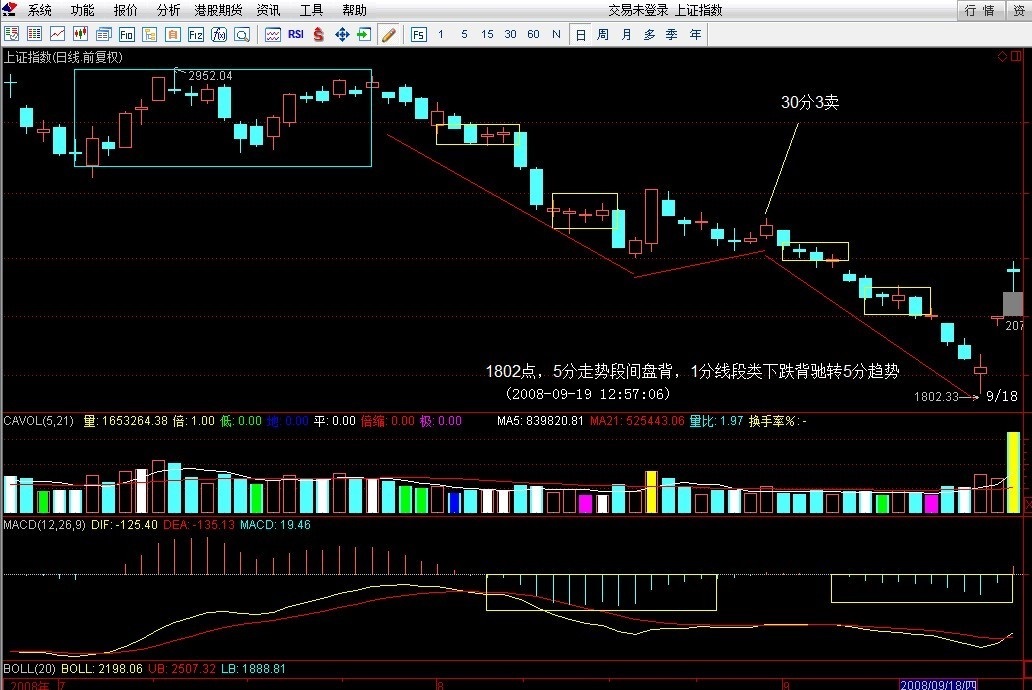 系统 功能 报价 分析 港股期货 资讯 工具 帮助 交易未登录 上证指数 行情 资
F10 F12 f(x) RSI $ F5 1 5 15 30 60 N 日 周 月 多 季 年
上证指数(日线.前复权)
2952.04
30分3卖
207
1802点，5分走势段间盘背，1分线段类下跌背驰转5分趋势
(2008-09-19 12:57:06)
1802.33 9/18
CAVOL(5,21) 量: 1653264.38 倍: 1.00 低: 0.00 地: 0.00 平: 0.00 倍缩: 0.00 极: 0.00 MA5: 839820.81 MA21: 525443.06 量比: 1.97 换手率%: -
MACD(12,26,9) DIF: -125.40 DEA: -135.13 MACD: 19.46
BOLL(20) BOLL: 2198.06 UB: 2507.32 LB: 1888.81
2008年 7 8 9 2008/09/18/四